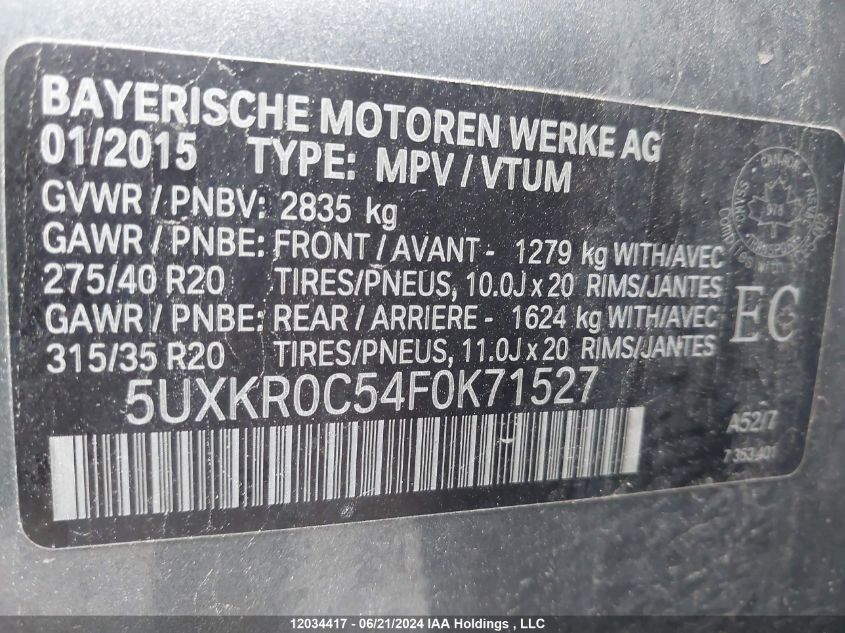 BAYERISCHE MOTOREN WERKE AG
01/2015 TYPE: MPV / VTUM
GVWR / PNBV: 2835 kg
GAWR / PNBE: FRONT / AVANT - 1279 kg WITH/AVEC
275/40 R20 TIRES/PNEUS, 10.0J x 20 RIMS/JANTES
GAWR / PNBE: REAR / ARRIERE - 1624 kg WITH/AVEC
315/35 R20 TIRES/PNEUS, 11.0J x 20 RIMS/JANTES
EC
5UXKR0C54F0K71527
A52/7
7 353 401
12034417 - 06/21/2024 IAA Holdings , LLC